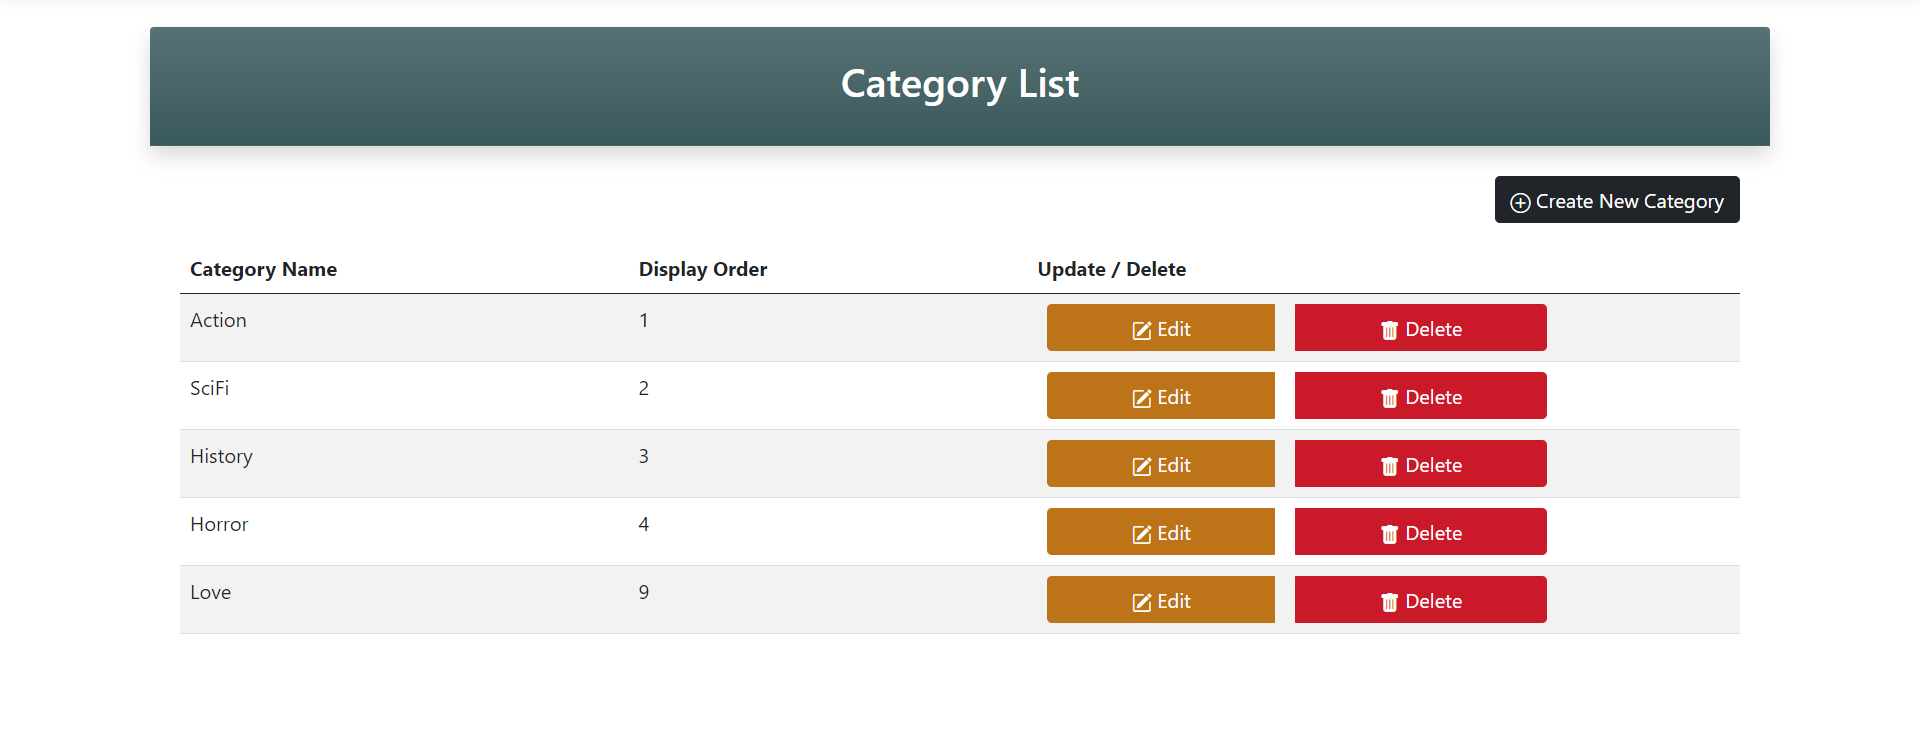 Category List
Create New Category
Category Name Display Order Update / Delete
Action 1 Edit Delete
SciFi 2 Edit Delete
History 3 Edit Delete
Horror 4 Edit Delete
Love 9 Edit Delete